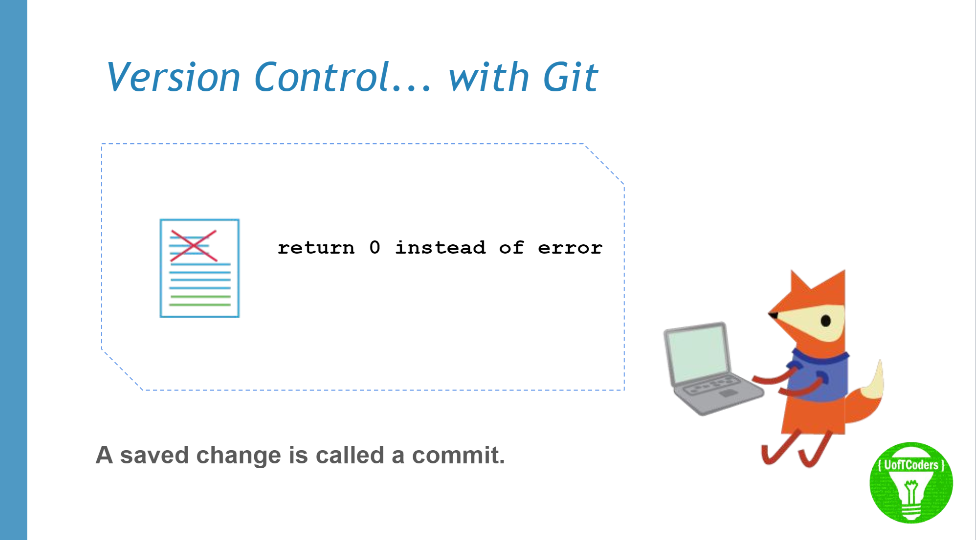 Version Control... with Git
return 0 instead of error
A saved change is called a commit.
{ UofTCoders }